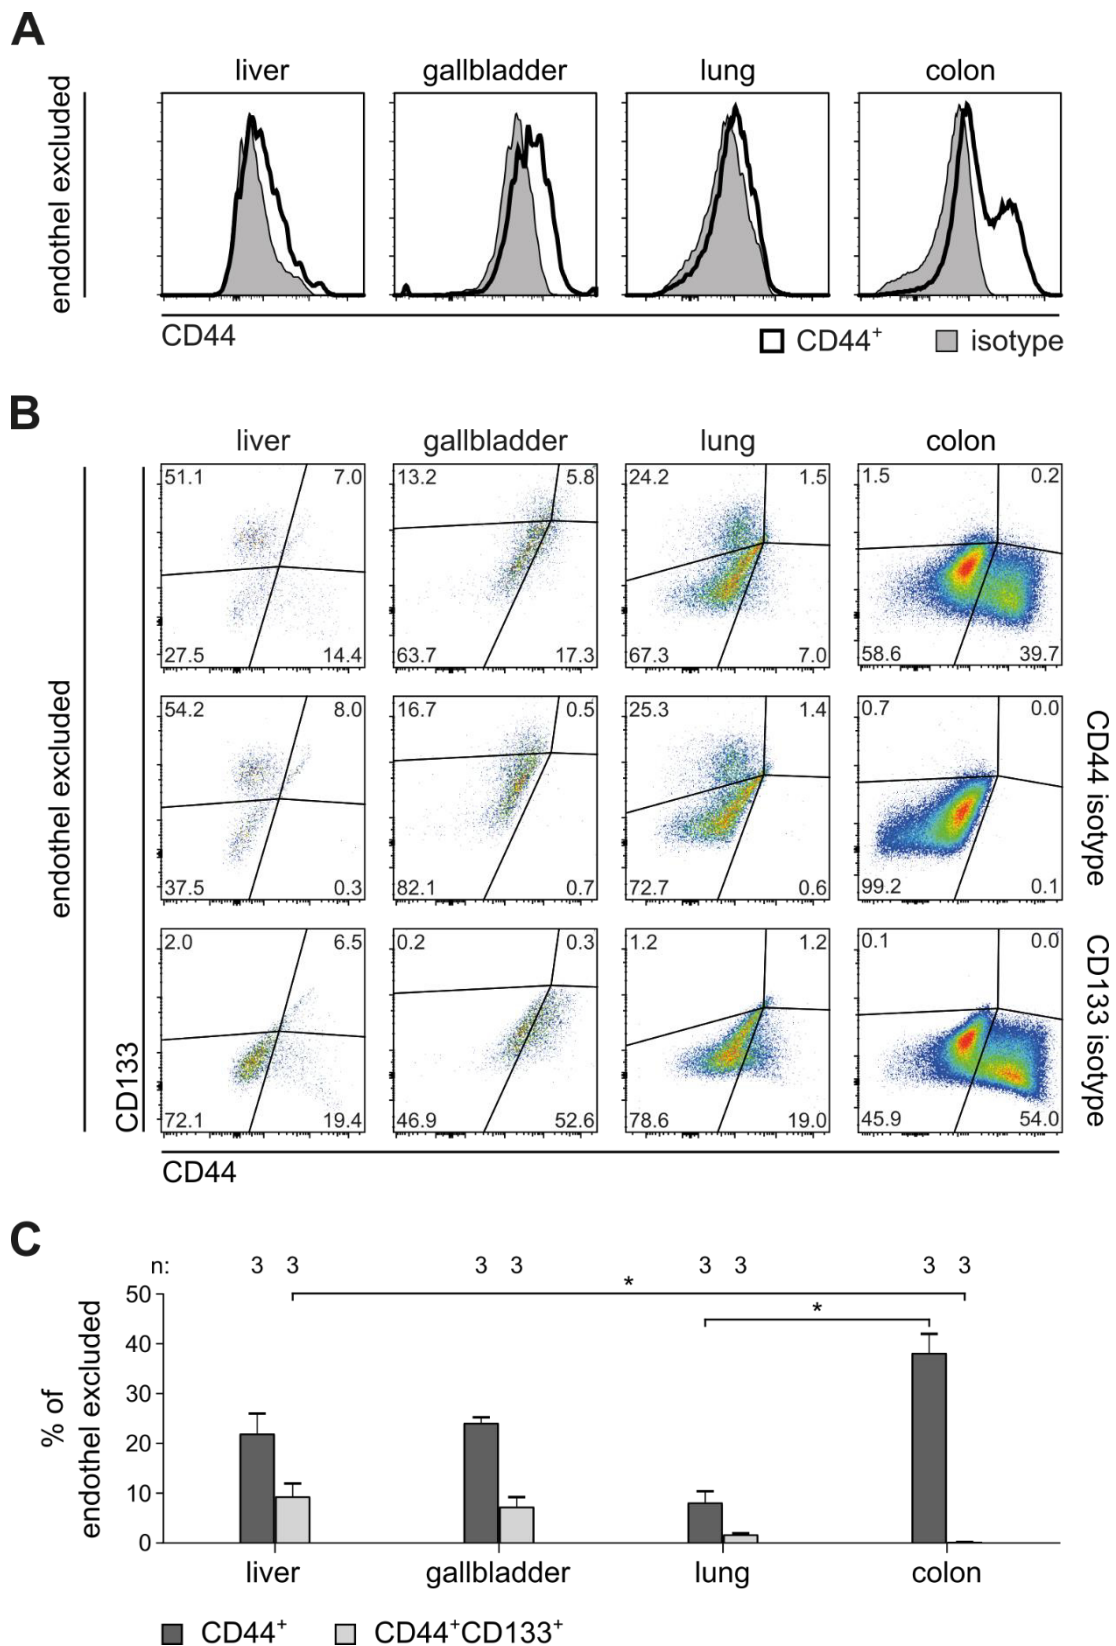 A
liver gallbladder lung colon
endothel excluded
CD44
CD44⁺ isotype
B
liver gallbladder lung colon
endothel excluded
CD133
51.1 7.0 13.2 5.8 24.2 1.5 1.5 0.2
27.5 14.4 63.7 17.3 67.3 7.0 58.6 39.7
54.2 8.0 16.7 0.5 25.3 1.4 0.7 0.0
37.5 0.3 82.1 0.7 72.7 0.6 99.2 0.1
CD44 isotype
2.0 6.5 0.2 0.3 1.2 1.2 0.1 0.0
72.1 19.4 46.9 52.6 78.6 19.0 45.9 54.0
CD133 isotype
CD44
C
n: 3 3 3 3 3 3 3 3
*
*
% of
endothel excluded
50
40
30
20
10
0
liver gallbladder lung colon
CD44⁺ CD44⁺CD133⁺